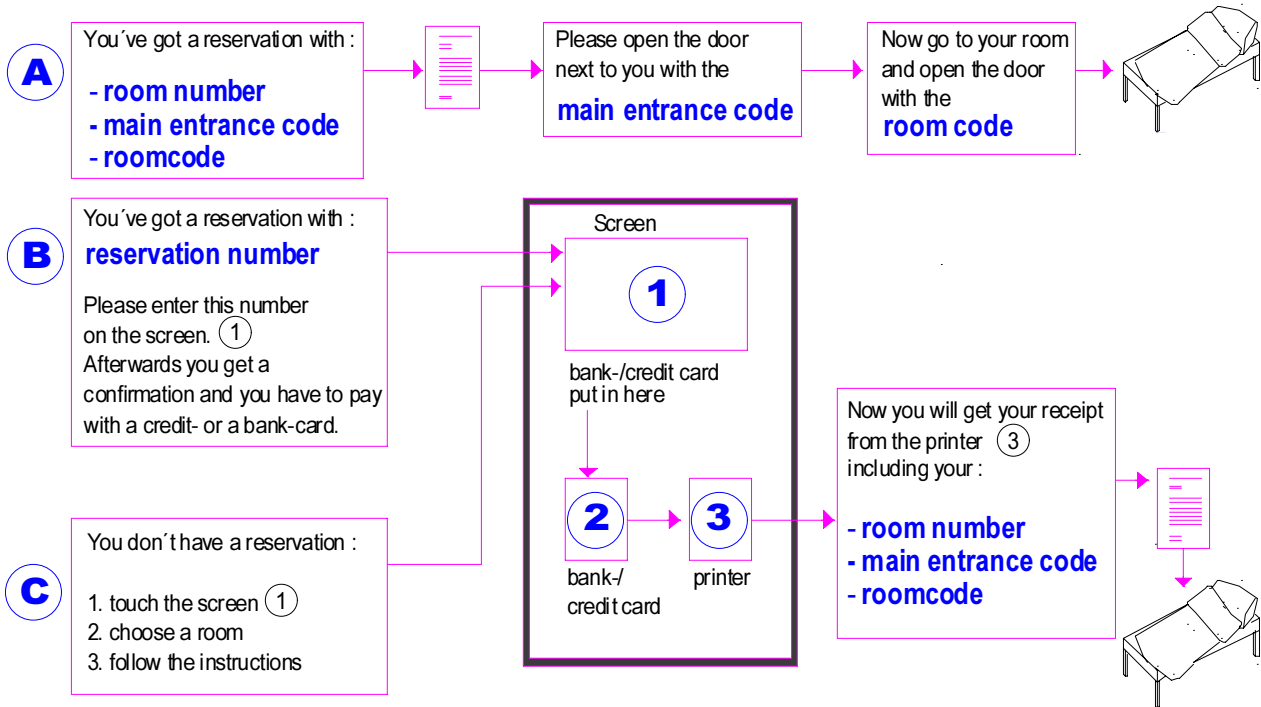 A
You´ve got a reservation with :
- room number
- main entrance code
- roomcode
Please open the door
next to you with the
main entrance code
Now go to your room
and open the door
with the
room code
B
You´ve got a reservation with :
reservation number
Please enter this number
on the screen. 1
Afterwards you get a
confirmation and you have to pay
with a credit- or a bank-card.
C
You don´t have a reservation :
1. touch the screen 1
2. choose a room
3. follow the instructions
Screen
1
bank-/credit card
put in here
2
3
bank-/
credit card
printer
Now you will get your receipt
from the printer 3
including your :
- room number
- main entrance code
- roomcode